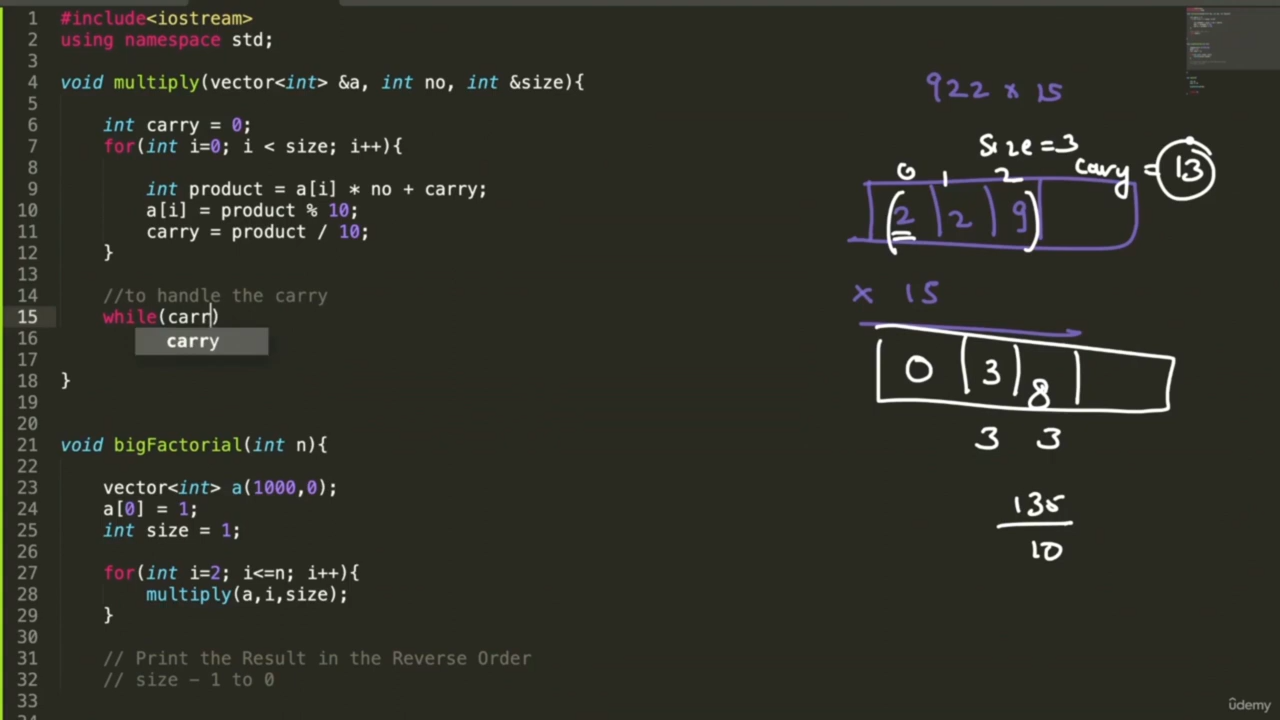 1 #include<iostream>
2 using namespace std;
3
4 void multiply(vector<int> &a, int no, int &size){
5
6 int carry = 0;
7 for(int i=0; i < size; i++){
8
9 int product = a[i] * no + carry;
10 a[i] = product % 10;
11 carry = product / 10;
12 }
13
14 //to handle the carry
15 while(carr)
carry
16
17
18 }
19
20
21 void bigFactorial(int n){
22
23 vector<int> a(1000,0);
24 a[0] = 1;
25 int size = 1;
26
27 for(int i=2; i<=n; i++){
28 multiply(a,i,size);
29 }
30
31 // Print the Result in the Reverse Order
32 // size - 1 to 0
33
922 × 15
Size = 3
carry = 13
0 1 2
(2 | 2 | 9)
× 15
0 | 3 | 8
3 3
135
10
ûdemy